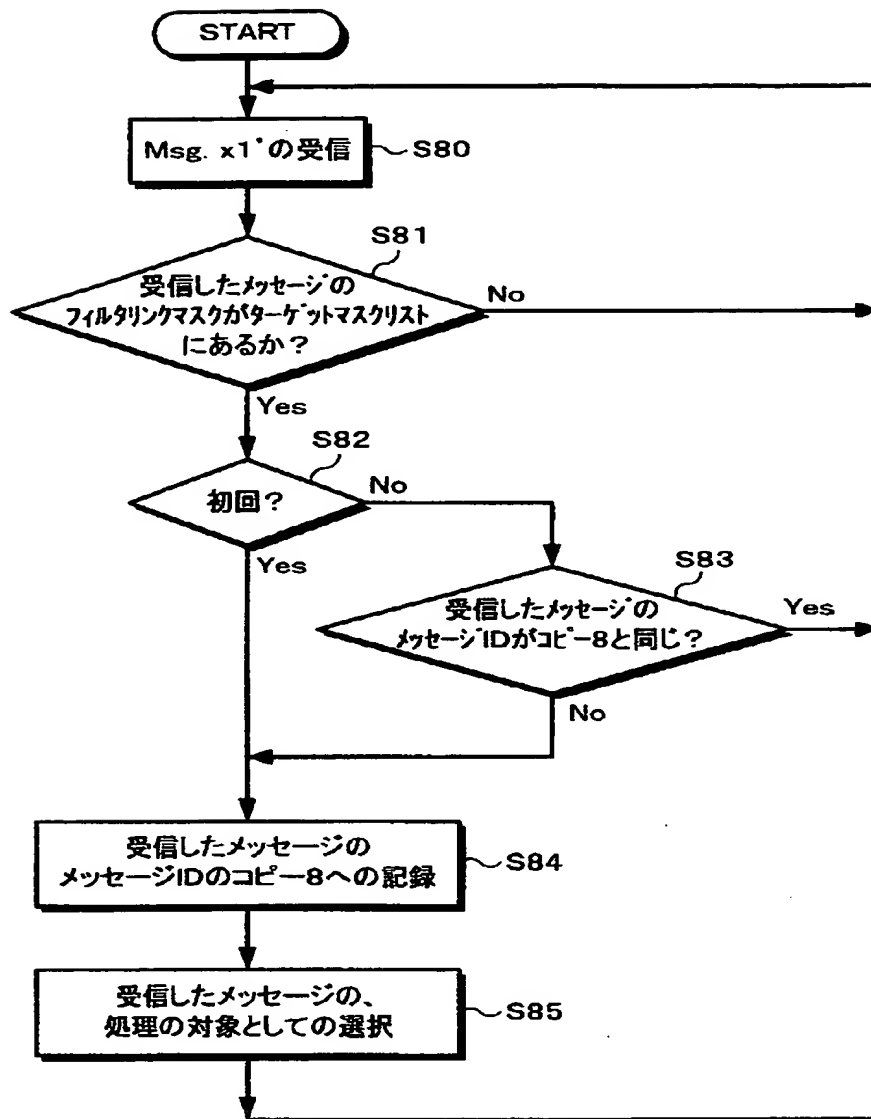 START
Msg. x1'の受信
S80
S81
受信したメッセージの
フィルタリンクマスクがターゲットマスクリスト
にあるか？
No
Yes
S82
初回？
No
Yes
S83
受信したメッセージの
メッセージIDがコピー8と同じ？
Yes
No
受信したメッセージの
メッセージIDのコピー8への記録
S84
受信したメッセージの、
処理の対象としての選択
S85